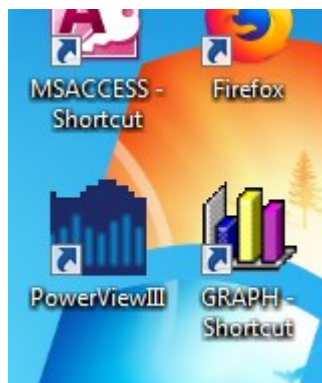 MSACCESS - Shortcut
Firefox
PowerViewIII
GRAPH - Shortcut